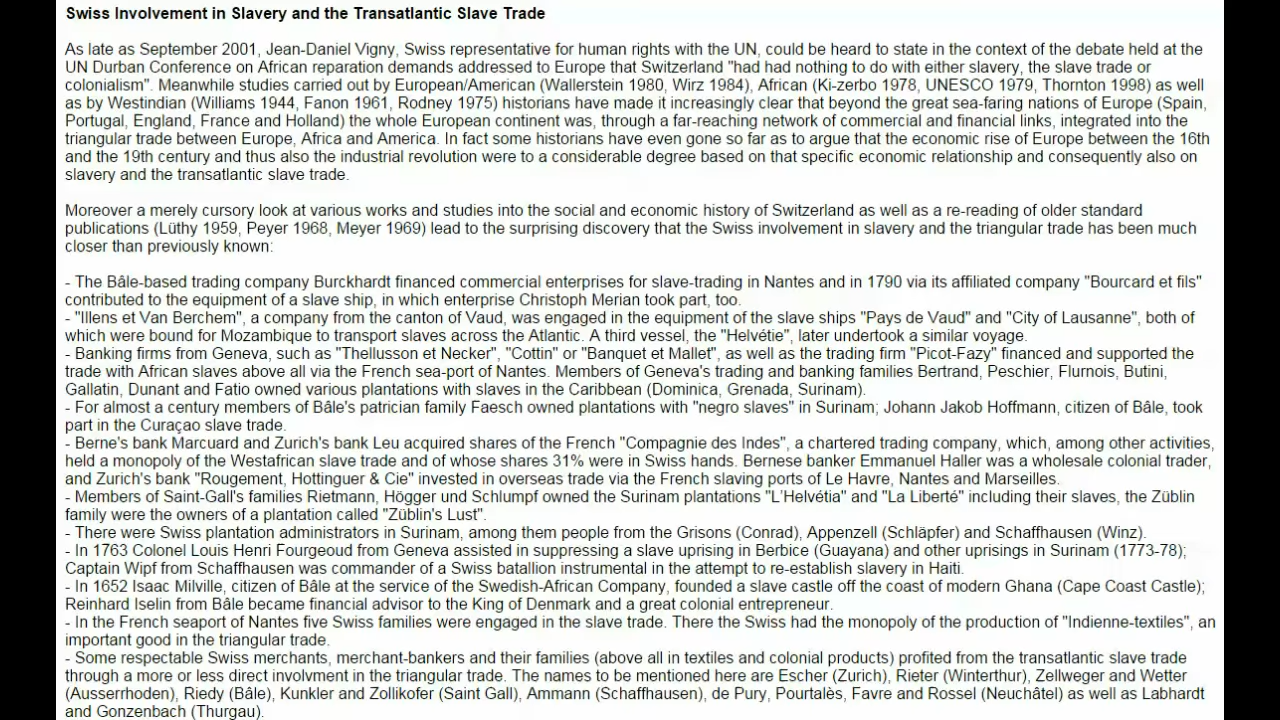 Swiss Involvement in Slavery and the Transatlantic Slave Trade
As late as September 2001, Jean-Daniel Vigny, Swiss representative for human rights with the UN, could be heard to state in the context of the debate held at the
UN Durban Conference on African reparation demands addressed to Europe that Switzerland "had had nothing to do with either slavery, the slave trade or
colonialism". Meanwhile studies carried out by European/American (Wallerstein 1980, Wirz 1984), African (Ki-zerbo 1978, UNESCO 1979, Thornton 1998) as well
as by Westindian (Williams 1944, Fanon 1961, Rodney 1975) historians have made it increasingly clear that beyond the great sea-faring nations of Europe (Spain,
Portugal, England, France and Holland) the whole European continent was, through a far-reaching network of commercial and financial links, integrated into the
triangular trade between Europe, Africa and America. In fact some historians have even gone so far as to argue that the economic rise of Europe between the 16th
and the 19th century and thus also the industrial revolution were to a considerable degree based on that specific economic relationship and consequently also on
slavery and the transatlantic slave trade.
Moreover a merely cursory look at various works and studies into the social and economic history of Switzerland as well as a re-reading of older standard
publications (Lüthy 1959, Peyer 1968, Meyer 1969) lead to the surprising discovery that the Swiss involvement in slavery and the triangular trade has been much
closer than previously known:
- The Bâle-based trading company Burckhardt financed commercial enterprises for slave-trading in Nantes and in 1790 via its affiliated company "Bourcard et fils"
contributed to the equipment of a slave ship, in which enterprise Christoph Merian took part, too.
- "Illens et Van Berchem", a company from the canton of Vaud, was engaged in the equipment of the slave ships "Pays de Vaud" and "City of Lausanne", both of
which were bound for Mozambique to transport slaves across the Atlantic. A third vessel, the "Helvétie", later undertook a similar voyage.
- Banking firms from Geneva, such as "Thellusson et Necker", "Cottin" or "Banquet et Mallet", as well as the trading firm "Picot-Fazy" financed and supported the
trade with African slaves above all via the French sea-port of Nantes. Members of Geneva's trading and banking families Bertrand, Peschier, Flurnois, Butini,
Gallatin, Dunant and Fatio owned various plantations with slaves in the Caribbean (Dominica, Grenada, Surinam).
- For almost a century members of Bâle's patrician family Faesch owned plantations with "negro slaves" in Surinam; Johann Jakob Hoffmann, citizen of Bâle, took
part in the Curaçao slave trade.
- Berne's bank Marcuard and Zurich's bank Leu acquired shares of the French "Compagnie des Indes", a chartered trading company, which, among other activities,
held a monopoly of the Westafrican slave trade and of whose shares 31% were in Swiss hands. Bernese banker Emmanuel Haller was a wholesale colonial trader,
and Zurich's bank "Rougement, Hottinguer & Cie" invested in overseas trade via the French slaving ports of Le Havre, Nantes and Marseilles.
- Members of Saint-Gall's families Rietmann, Högger und Schlumpf owned the Surinam plantations "L'Helvétia" and "La Liberté" including their slaves, the Züblin
family were the owners of a plantation called "Züblin's Lust".
- There were Swiss plantation administrators in Surinam, among them people from the Grisons (Conrad), Appenzell (Schläpfer) and Schaffhausen (Winz).
- In 1763 Colonel Louis Henri Fourgeoud from Geneva assisted in suppressing a slave uprising in Berbice (Guayana) and other uprisings in Surinam (1773-78);
Captain Wipf from Schaffhausen was commander of a Swiss batallion instrumental in the attempt to re-establish slavery in Haiti.
- In 1652 Isaac Milville, citizen of Bâle at the service of the Swedish-African Company, founded a slave castle off the coast of modern Ghana (Cape Coast Castle);
Reinhard Iselin from Bâle became financial advisor to the King of Denmark and a great colonial entrepreneur.
- In the French seaport of Nantes five Swiss families were engaged in the slave trade. There the Swiss had the monopoly of the production of "Indienne-textiles", an
important good in the triangular trade.
- Some respectable Swiss merchants, merchant-bankers and their families (above all in textiles and colonial products) profited from the transatlantic slave trade
through a more or less direct involvment in the triangular trade. The names to be mentioned here are Escher (Zurich), Rieter (Winterthur), Zellweger and Wetter
(Ausserrhoden), Riedy (Bâle), Kunkler and Zollikofer (Saint Gall), Ammann (Schaffhausen), de Pury, Pourtalès, Favre and Rossel (Neuchâtel) as well as Labhardt
and Gonzenbach (Thurgau).